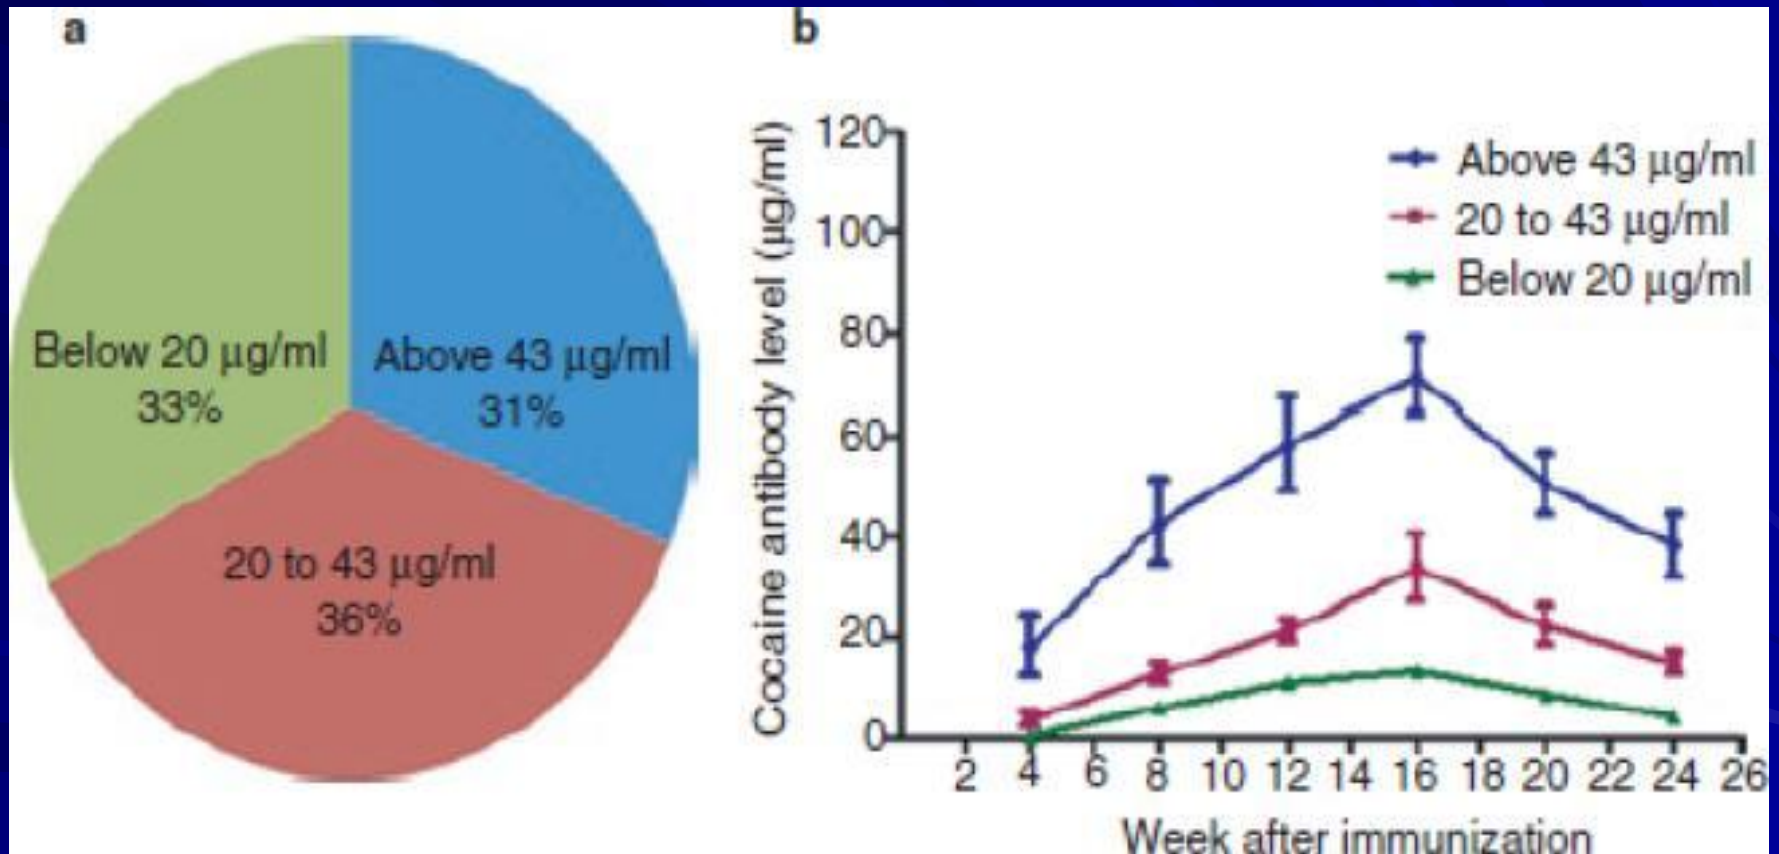 a
Below 20 µg/ml
33%
Above 43 µg/ml
31%
20 to 43 µg/ml
36%
b
Cocaine antibody level (µg/ml)
120
100
80
60
40
20
0
Above 43 µg/ml
20 to 43 µg/ml
Below 20 µg/ml
2 4 6 8 10 12 14 16 18 20 22 24 26
Week after immunization